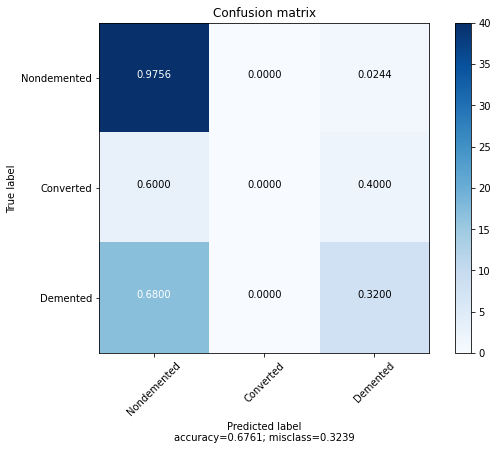 Confusion matrix
Nondemented 0.9756 0.0000 0.0244
Converted 0.6000 0.0000 0.4000
Demented 0.6800 0.0000 0.3200
True label
Nondemented Converted Demented
Predicted label
accuracy=0.6761; misclass=0.3239
40
35
30
25
20
15
10
5
0